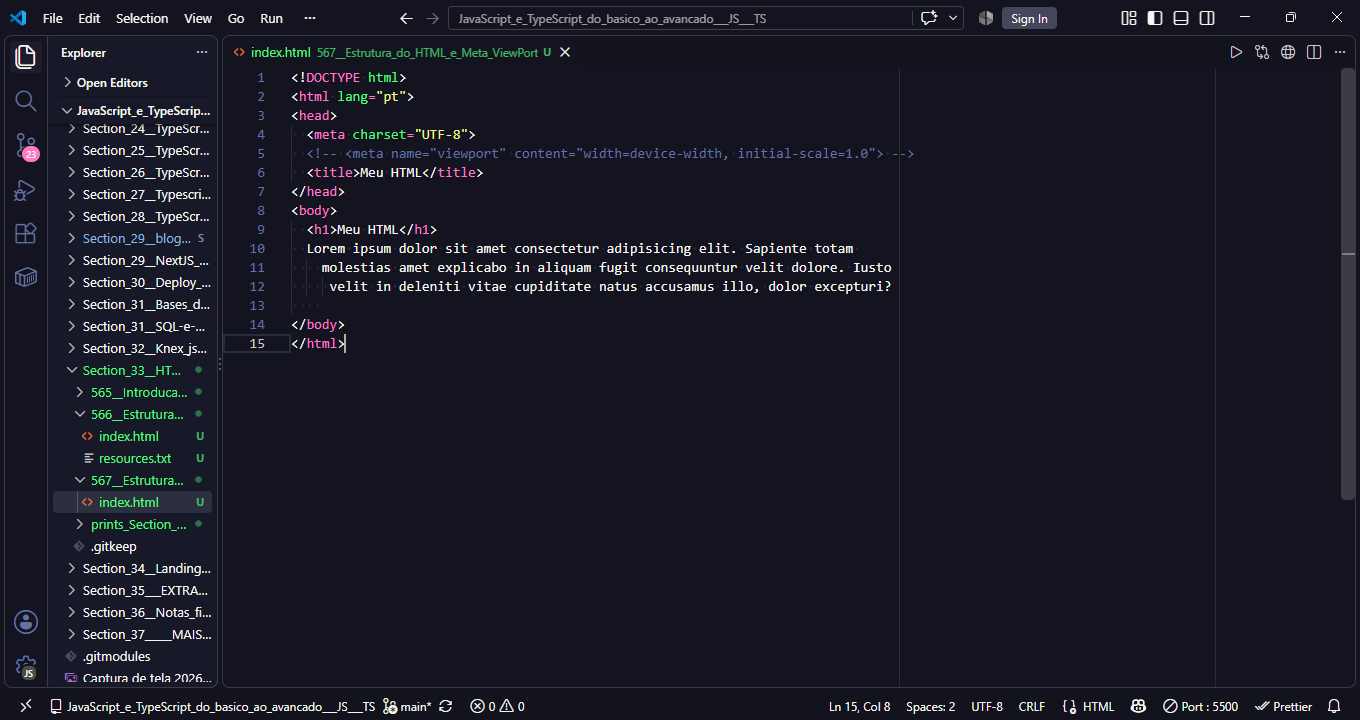 File Edit Selection View Go Run ··· JavaScript_e_TypeScript_do_basico_ao_avancado___JS___TS Sign In
Explorer ···
Open Editors
JavaScript_e_TypeScrip...
Section_24__TypeScr...
Section_25__TypeScr...
Section_26__TypeScr...
Section_27__Typescri...
Section_28__TypeScr...
Section_29__blog... S
Section_29__NextJS_...
Section_30__Deploy_...
Section_31__Bases_d...
Section_31__SQL-e-...
Section_32__Knex_js...
Section_33__HT...
565__Introduca...
566__Estrutura...
index.html U
resources.txt U
567__Estrutura...
index.html U
prints_Section_...
.gitkeep
Section_34__Landing...
Section_35___EXTRA...
Section_36__Notas_fi...
Section_37____MAIS...
.gitmodules
Captura de tela 2026...
23
JS
index.html 567__Estrutura_do_HTML_e_Meta_ViewPort U
1 <!DOCTYPE html>
2 <html lang="pt">
3 <head>
4 <meta charset="UTF-8">
5 <!-- <meta name="viewport" content="width=device-width, initial-scale=1.0"> -->
6 <title>Meu HTML</title>
7 </head>
8 <body>
9 <h1>Meu HTML</h1>
10 Lorem ipsum dolor sit amet consectetur adipisicing elit. Sapiente totam
11 molestias amet explicabo in aliquam fugit consequuntur velit dolore. Iusto
12 velit in deleniti vitae cupiditate natus accusamus illo, dolor excepturi?
13
14 </body>
15 </html>
JavaScript_e_TypeScript_do_basico_ao_avancado___JS___TS main* 0 0 Ln 15, Col 8 Spaces: 2 UTF-8 CRLF HTML Port : 5500 Prettier